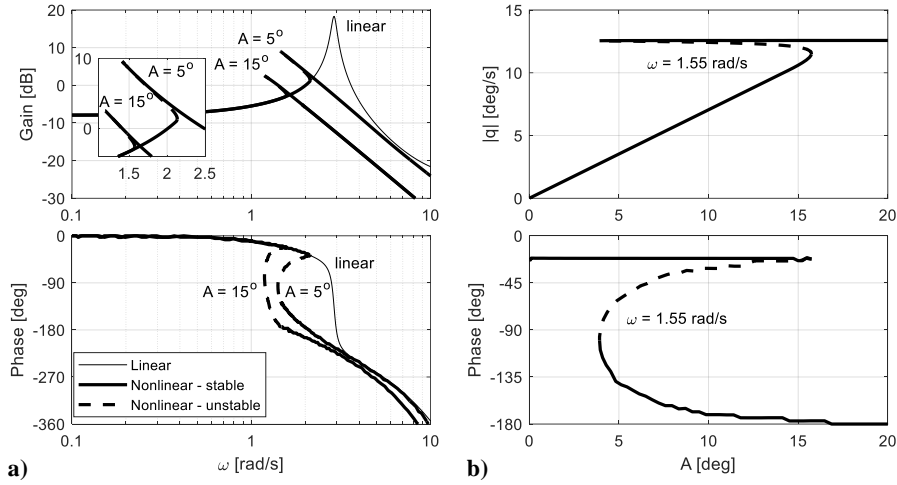 20
10
0
-10
-20
-30
Gain [dB]
0.1
1
10
linear
A = 5°
A = 15°
10
0
1.5
2
2.5
A = 5°
A = 15°
15
10
5
0
|q| [deg/s]
0
5
10
15
20
ω = 1.55 rad/s
0
-90
-180
-270
-360
Phase [deg]
0.1
1
10
ω [rad/s]
linear
A = 15°
A = 5°
Linear
Nonlinear - stable
Nonlinear - unstable
a)
0
-45
-90
-135
-180
Phase [deg]
0
5
10
15
20
A [deg]
ω = 1.55 rad/s
b)